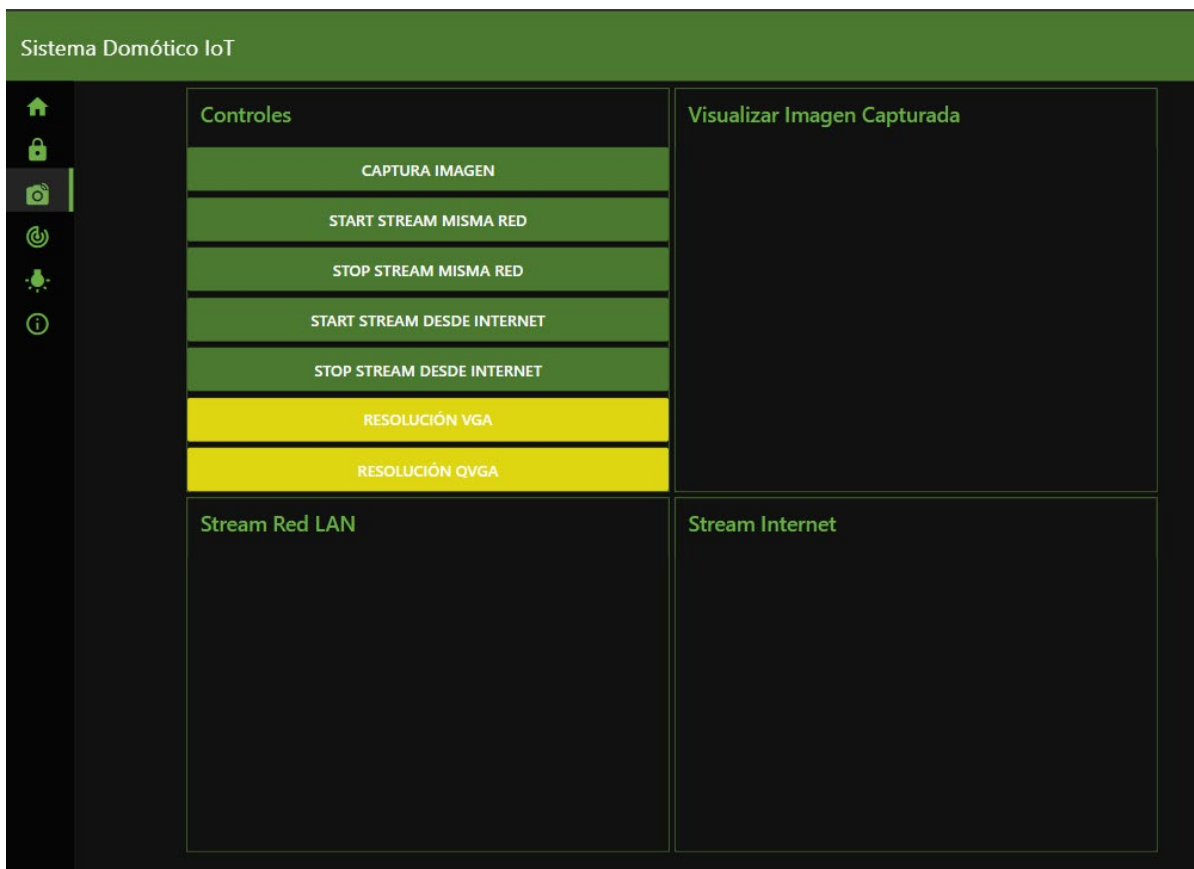 Sistema Domótico IoT
Controles
CAPTURA IMAGEN
START STREAM MISMA RED
STOP STREAM MISMA RED
START STREAM DESDE INTERNET
STOP STREAM DESDE INTERNET
RESOLUCIÓN VGA
RESOLUCIÓN QVGA
Visualizar Imagen Capturada
Stream Red LAN
Stream Internet